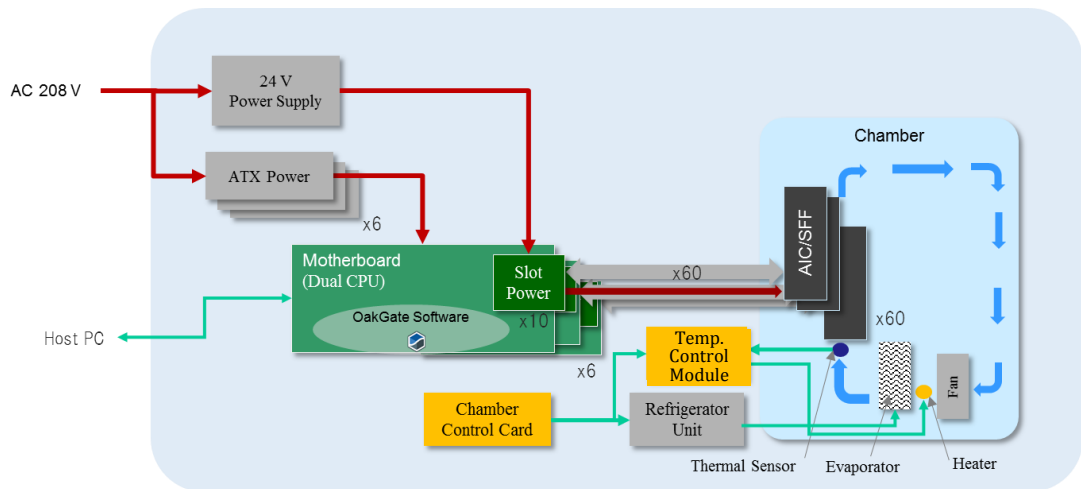 AC 208 V
24 V
Power Supply
ATX Power
x6
Chamber
AIC/SFF
x60
Motherboard
(Dual CPU)
Slot
Power
x10
OakGate Software
x6
x60
Host PC
Temp.
Control
Module
Chamber
Control Card
Refrigerator
Unit
Fan
Thermal Sensor
Evaporator
Heater